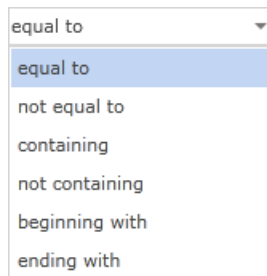 equal to
equal to
not equal to
containing
not containing
beginning with
ending with